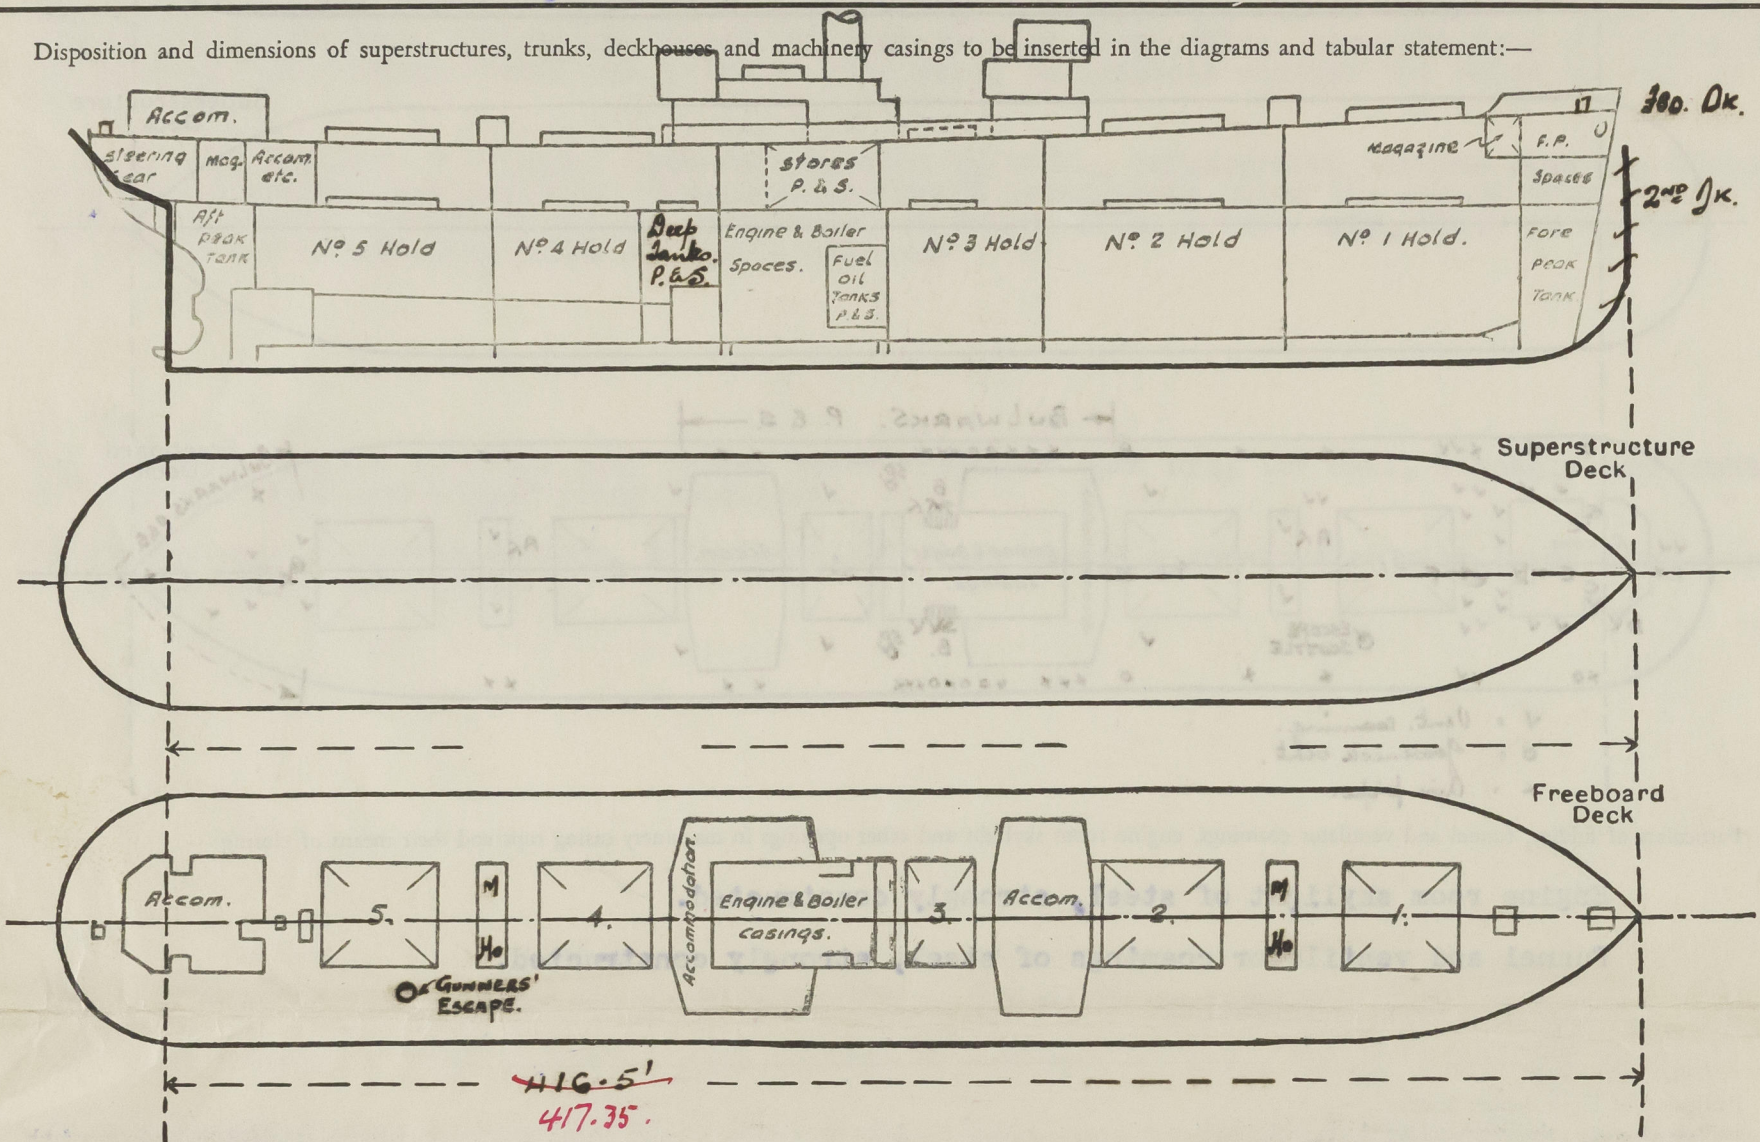 Disposition and dimensions of superstructures, trunks, deckhouses and machinery casings to be inserted in the diagrams and tabular statement:—
Accom.
Dk.
Steering
Gear
Mag.
Accom.
etc.
Stores
P. & S.
Magazine
F.P.
Spaces
2ND Dk.
Aft
Peak
Tank
No 5 Hold
No 4 Hold
Deep
Tanks.
P. & S.
Engine & Boiler
Spaces.
Fuel
Oil
Tanks
P. & S.
No 3 Hold
No 2 Hold
No 1 Hold.
Fore
Peak
Tank
Bulwarks. P & S
Superstructure
Deck
Freeboard
Deck
Accom.
5.
M
Ho
4.
Accommodation.
Engine & Boiler
Casings.
3.
Accom.
2.
M
Ho
1.
Gunners'
Escape.
416.5'
417.35.